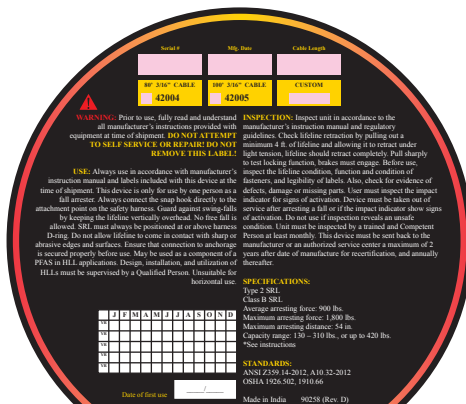 Serial #
Mfg. Date
Cable Length
80' 3/16" CABLE
42004
100' 3/16" CABLE
42005
CUSTOM
WARNING: Prior to use, fully read and understand
all manufacturer's instructions provided with
equipment at time of shipment. DO NOT ATTEMPT
TO SELF SERVICE OR REPAIR! DO NOT
REMOVE THIS LABEL!
USE: Always use in accordance with manufacturer's
instruction manual and labels included with this device at the
time of shipment. This device is only for use by one person as a
fall arrester. Always connect the snap hook directly to the
attachment point on the safety harness. Guard against swing-falls
by keeping the lifeline vertically overhead. No free fall is
allowed. SRL must be always positioned at or above harness
D-ring. Do not allow lifeline to come in contact with sharp or
abrasive edges and surfaces. Ensure that connection to anchorage
is secured properly before use. May be used as a component of a
PFAS in HLL applications. Design, installation, and utilization of
HLLs must be supervised by a Qualified Person. Unsuitable for
horizontal use.
J F M A M J J A S O N D
YR
YR
YR
YR
YR
Date of first use
____/____
INSPECTION: Inspect unit in accordance to the
manufacturer's instruction manual and regulatory
guidelines. Check lifeline retraction by pulling out a
minimum 4 ft. of lifeline and allowing it to retract under
light tension, lifeline should retract completely. Pull sharply
to test locking function, brakes must engage. Before use,
inspect the lifeline condition, function and condition of
fasteners, and legibility of labels. Also, check for evidence of
defects, damage or missing parts. User must inspect the impact
indicator for signs of activation. Device must be taken out of
service after arresting a fall or if the impact indicator show signs
of activation. Do not use if inspection reveals an unsafe
condition. Unit must be inspected by a trained and Competent
Person at least monthly. This device must be sent back to the
manufacturer or an authorized service center a maximum of 2
years after date of manufacture for recertification, and annually
thereafter.
SPECIFICATIONS:
Type 2 SRL
Class B SRL
Average arresting force: 900 lbs.
Maximum arresting force: 1,800 lbs.
Maximum arresting distance: 54 in.
Capacity range: 130 – 310 lbs., or up to 420 lbs.
*See instructions
STANDARDS:
ANSI Z359.14-2012, A10.32-2012
OSHA 1926.502, 1910.66
Made in India 90258 (Rev. D)